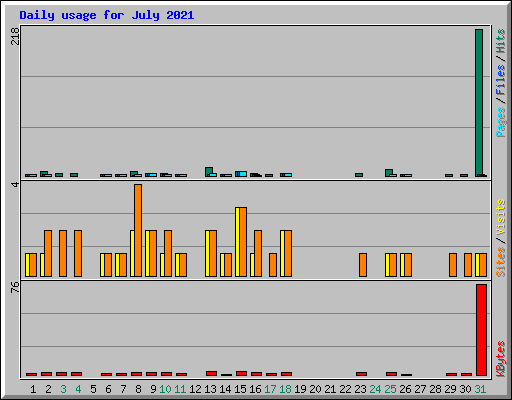 Daily usage for July 2021
218
Pages / Files / Hits
4
Sites / Visits
76
KBytes
1 2 3 4 5 6 7 8 9 10 11 12 13 14 15 16 17 18 19 20 21 22 23 24 25 26 27 28 29 30 31